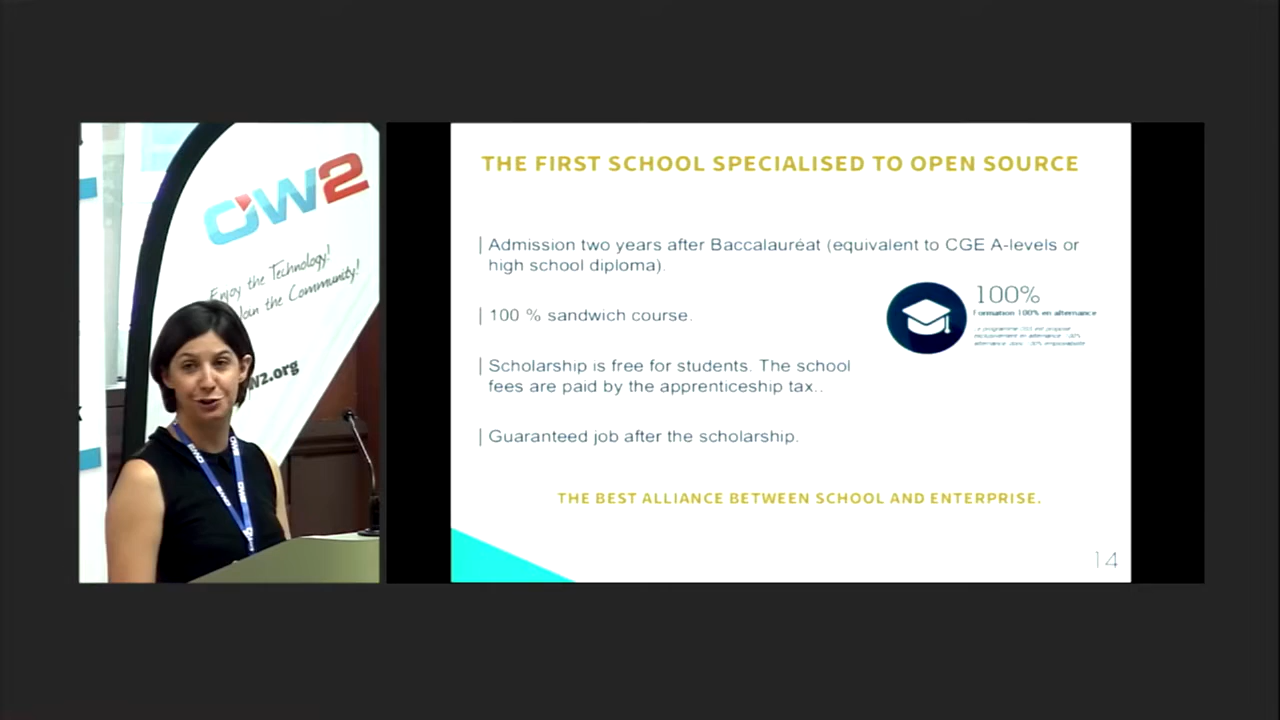 OW2
Enjoy the Technology!
Join the Community!
w2.org
OW2
THE FIRST SCHOOL SPECIALISED TO OPEN SOURCE
Admission two years after Baccalauréat (equivalent to CGE A-levels or
high school diploma).
100 % sandwich course.
100%
Formation 100% en alternance
Scholarship is free for students. The school
fees are paid by the apprenticeship tax..
Guaranteed job after the scholarship.
THE BEST ALLIANCE BETWEEN SCHOOL AND ENTERPRISE.
14